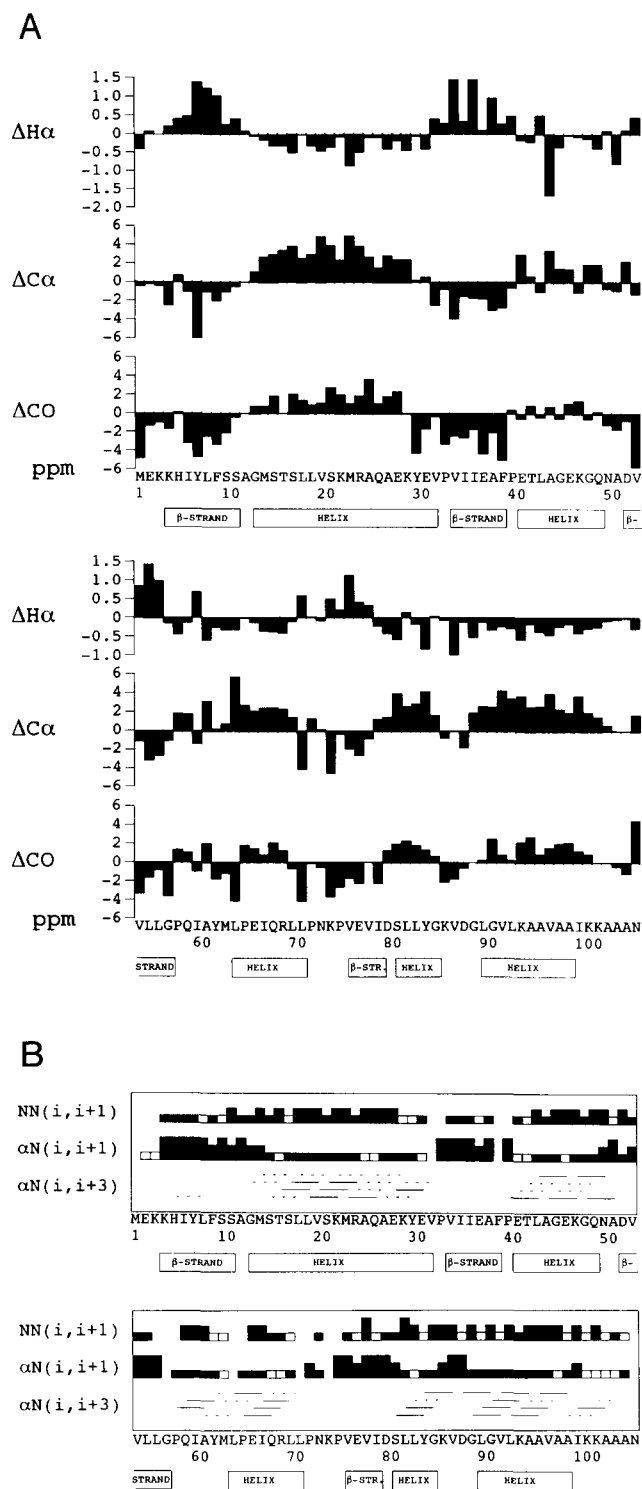 A
ΔHα
1.5
1.0
0.5
0
-0.5
-1.0
-1.5
-2.0
ΔCα
6
4
2
0
-2
-4
-6
ΔCO
6
4
2
0
-2
-4
-6
ppm
MEKKHIYLFSSAGMSTSLLVSKMRAQAEKYEVPVIIEAFPETLAGEKGQNADV
1 10 20 30 40 50
β-STRAND HELIX β-STRAND HELIX β-
ΔHα
1.5
1.0
0.5
0
-0.5
-1.0
ΔCα
6
4
2
0
-2
-4
-6
ΔCO
6
4
2
0
-2
-4
-6
ppm
VLLGPQIAYMLPEIQRLLPNKPVEVIDSLLYGKVDGLGVLKAAVAAIKKAAAN
60 70 80 90 100
STRAND HELIX β-STR. HELIX HELIX
B
NN(i,i+1)
αN(i,i+1)
αN(i,i+3)
MEKKHIYLFSSAGMSTSLLVSKMRAQAEKYEVPVIIEAFPETLAGEKGQNADV
1 10 20 30 40 50
β-STRAND HELIX β-STRAND HELIX β-
NN(i,i+1)
αN(i,i+1)
αN(i,i+3)
VLLGPQIAYMLPEIQRLLPNKPVEVIDSLLYGKVDGLGVLKAAVAAIKKAAAN
60 70 80 90 100
STRAND HELIX β-STR. HELIX HELIX